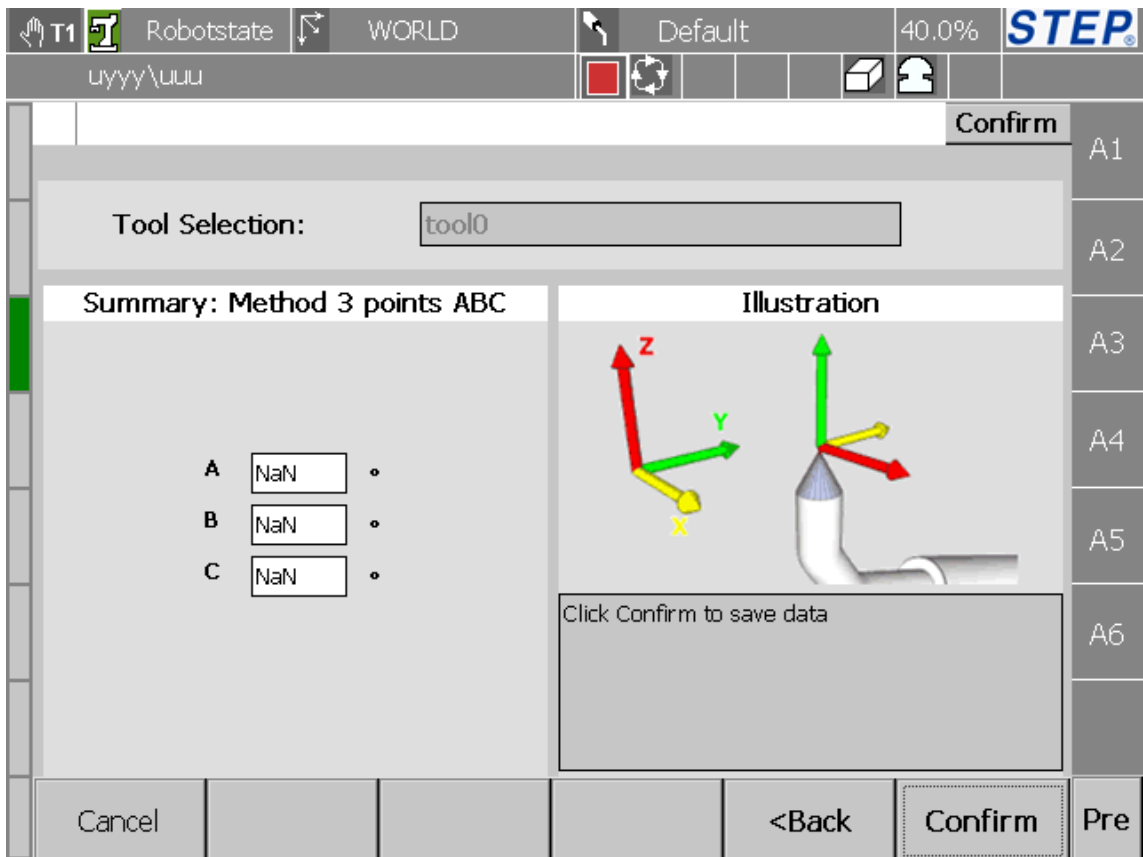 T1 Robotstate WORLD Default 40.0% STEP®
uyyy\uuu
Confirm
A1
Tool Selection: tool0
A2
Summary: Method 3 points ABC
Illustration
Z
A3
Y
A4
A NaN °
X
B NaN °
A5
C NaN °
Click Confirm to save data
A6
Cancel <Back Confirm Pre